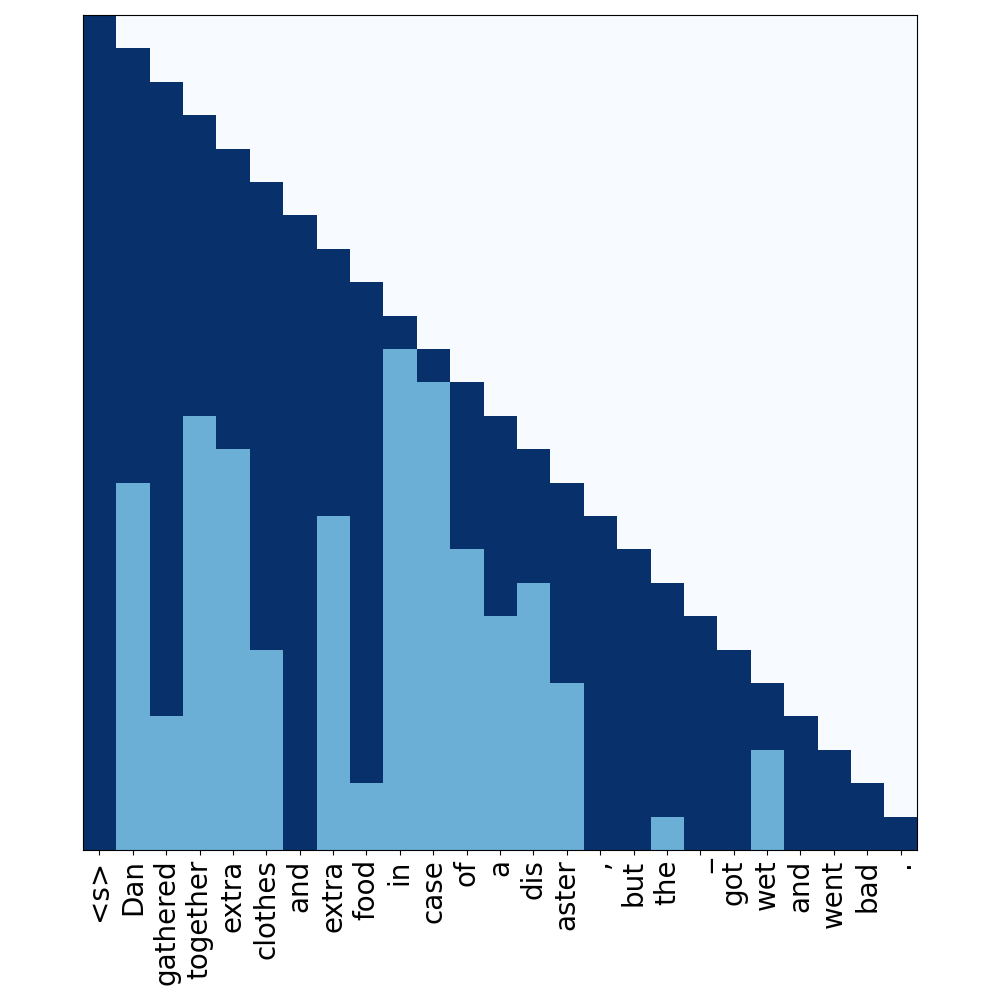 <s> Dan gathered together extra clothes and extra food in case of a dis aster , but the _ got wet and went bad .